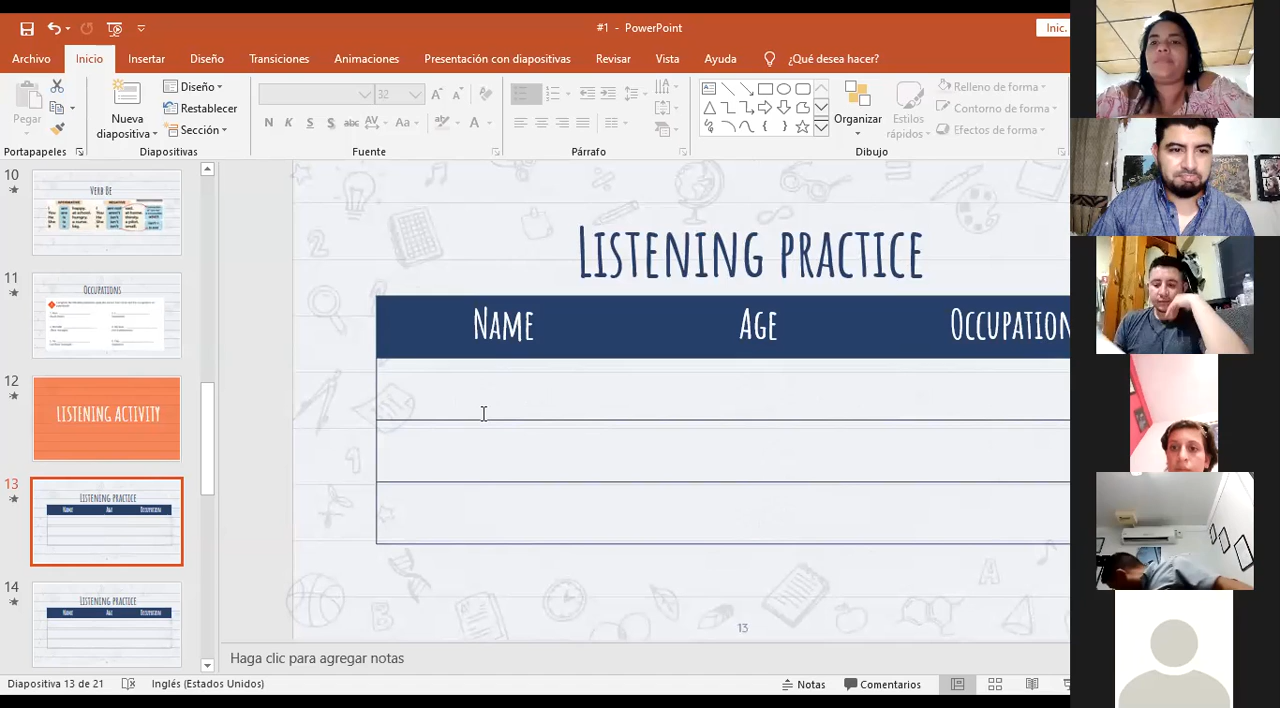 #1 - PowerPoint
Inic.
Archivo
Inicio
Insertar
Diseño
Transiciones
Animaciones
Presentación con diapositivas
Revisar
Vista
Ayuda
¿Qué desea hacer?
Pegar
Nueva
diapositiva
Diseño
Restablecer
Sección
32
Organizar
Estilos
rápidos
Relleno de forma
Contorno de forma
Efectos de forma
Portapapeles
Diapositivas
Fuente
Párrafo
Dibujo
10
Verb Be
11
Occupations
12
Listening activity
13
Listening practice
Name Age Occupation
14
Listening practice
Name Age Occupation
Listening practice
Name Age Occupation
13
Haga clic para agregar notas
Diapositiva 13 de 21
Inglés (Estados Unidos)
Notas
Comentarios